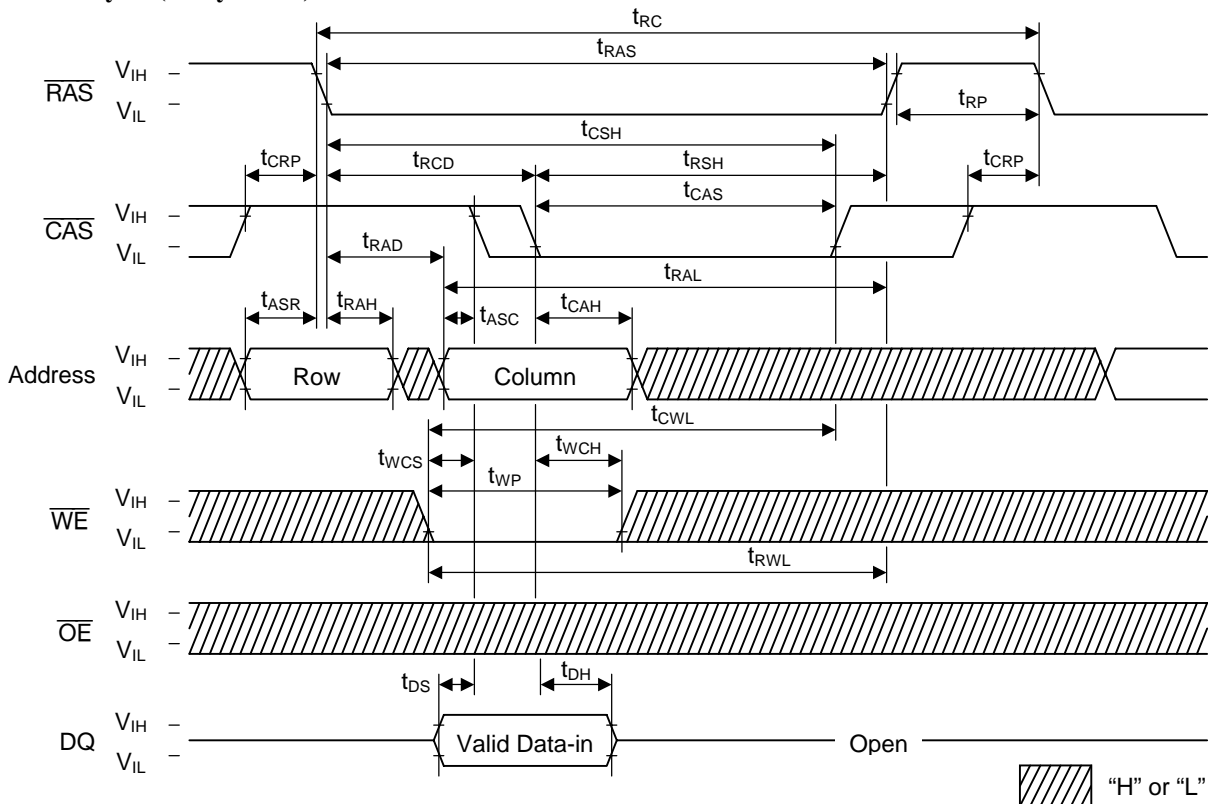 tRC
tRAS
VIH
RAS
VIL
tRP
tCSH
tCRP
tRCD
tRSH
tCRP
tCAS
VIH
CAS
VIL
tRAD
tRAL
tASR
tRAH
tASC
tCAH
VIH
Address
Row
Column
VIL
tCWL
tWCS
tWCH
tWP
VIH
WE
VIL
tRWL
VIH
OE
VIL
tDS
tDH
VIH
DQ
Valid Data-in
Open
VIL
“H” or “L”